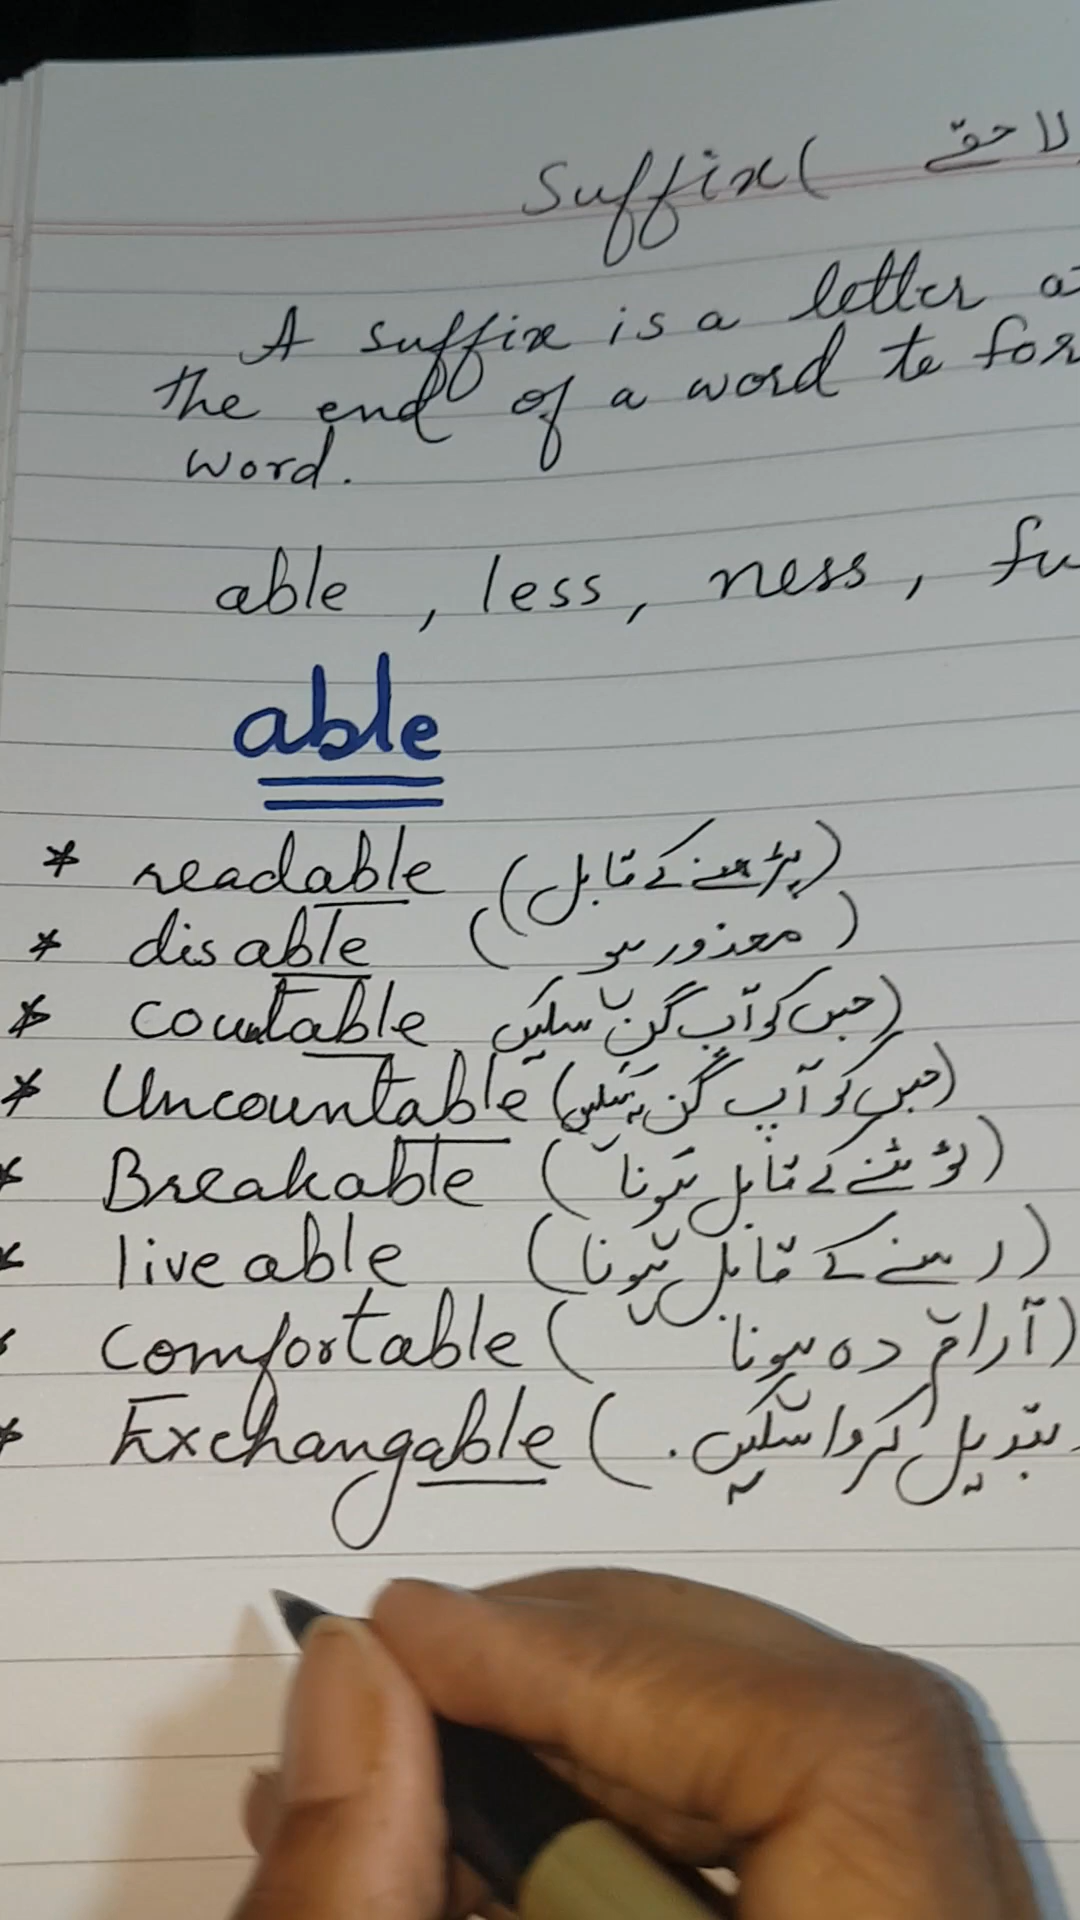 Suffix ( لاحقے
A suffix is a letter a
the end of a word to for
word.
able , less, ness, fu
able
* readable (پڑھنے کے قابل)
* disable (معذور ہو)
* countable (جس کو آپ گن سکیں
* Uncountable (جس کو آپ گن نہ سکیں)
* Breakable (ٹوٹنے کے قابل ہونا)
* liveable (رہنے کے قابل ہونا)
* Comfortable (آرام دہ ہونا)
* Exchangable ( تبدیل کروا سکیں.